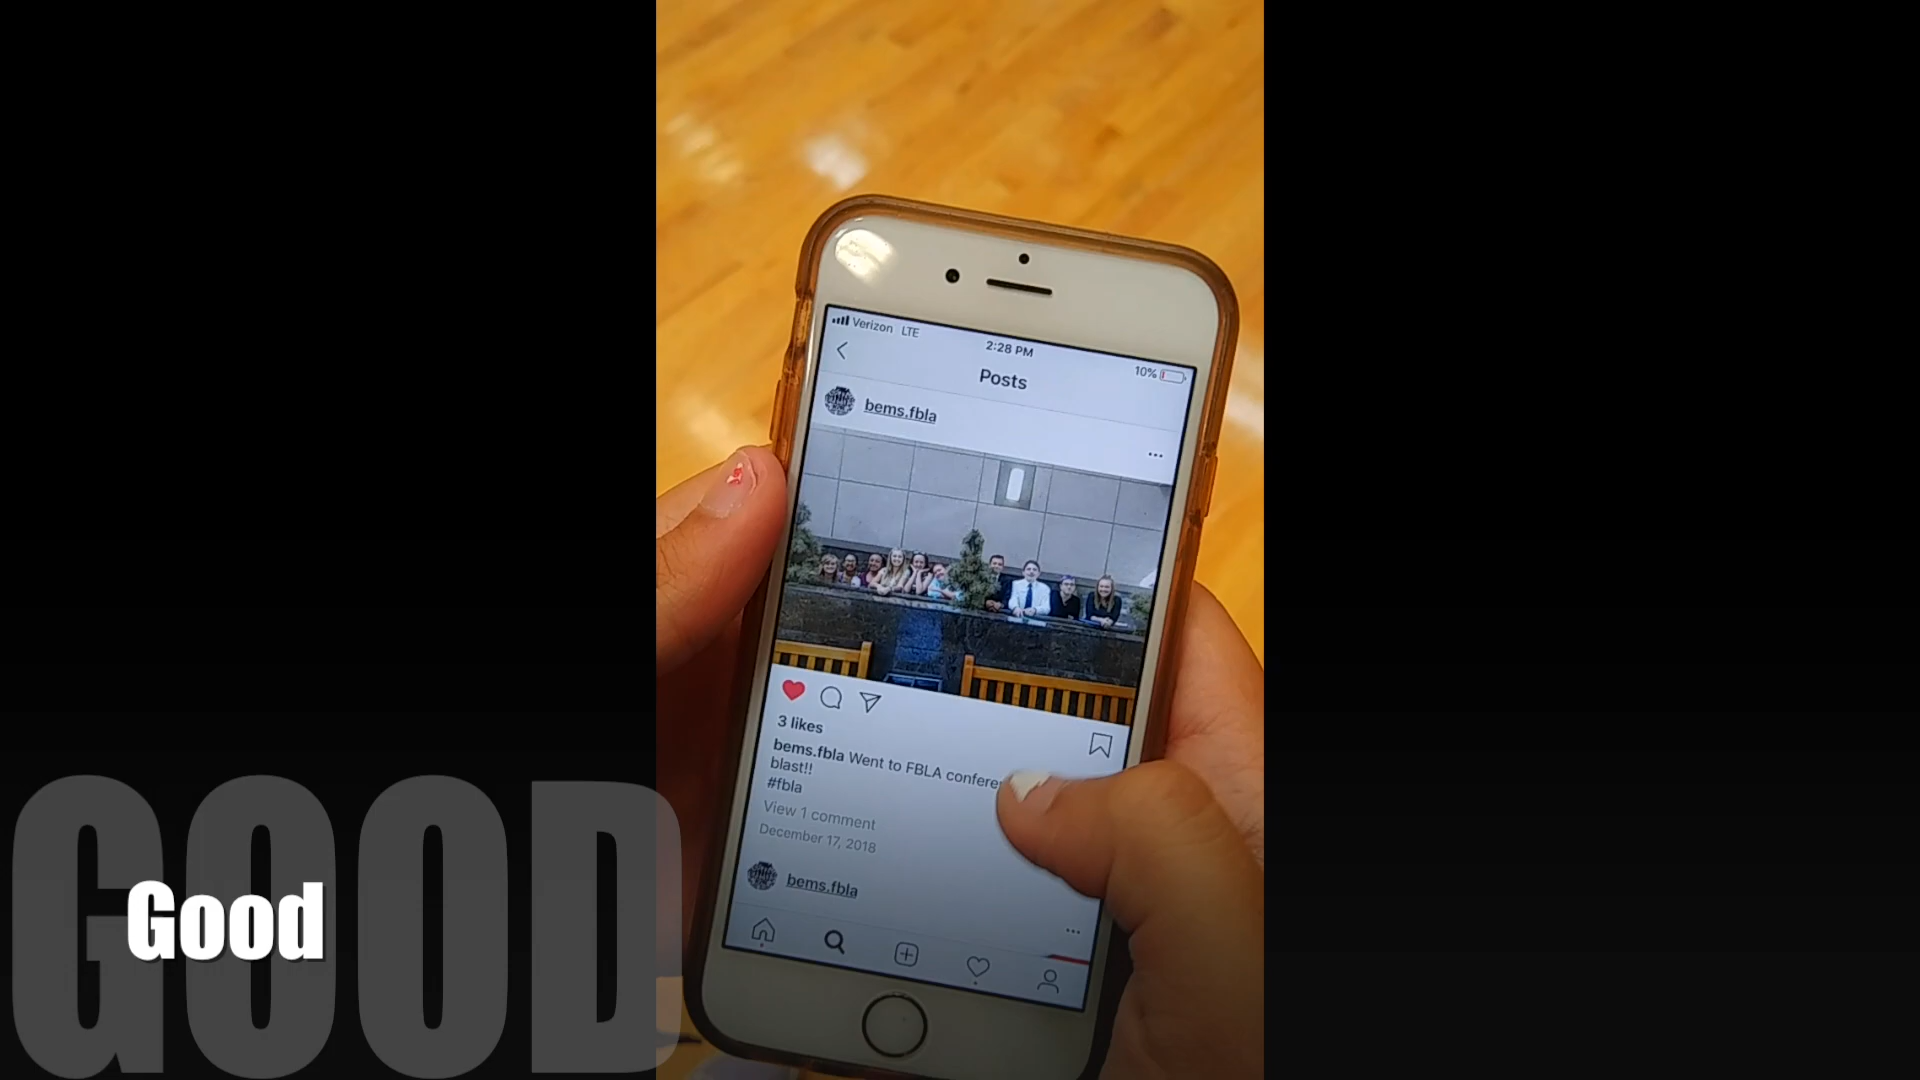 Verizon LTE
2:28 PM
10%
Posts
bems.fbla
3 likes
bems.fbla Went to FBLA
blast!!
#fbla
View 1 comment
December 17, 2018
bems.fbla
GOOD
Good